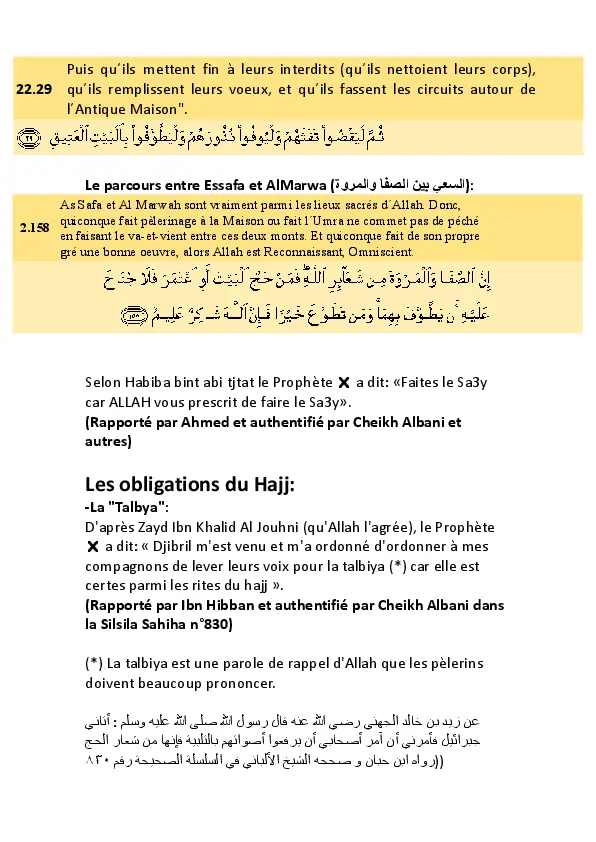 Puis qu´ils mettent fin à leurs interdits (qu´ils nettoient leurs corps),
22.29 qu´ils remplissent leurs voeux, et qu´ils fassent les circuits autour de
l´Antique Maison".
ثُمَّ لْيَقْضُوا۟ تَفَثَهُمْ وَلْيُوفُوا۟ نُذُورَهُمْ وَلْيَطَّوَّفُوا۟ بِٱلْبَيْتِ ٱلْعَتِيقِ ٢٩
Le parcours entre Essafa et AlMarwa (السعي بين الصفا والمروة):
As Safa et Al Marwah sont vraiment parmi les lieux sacrés d´Allah. Donc,
quiconque fait pèlerinage à la Maison ou fait l´Umra ne commet pas de péché
2.158 en faisant le va-et-vient entre ces deux monts. Et quiconque fait de son propre
gré une bonne oeuvre, alors Allah est Reconnaissant, Omniscient.
إِنَّ ٱلصَّفَا وَٱلْمَرْوَةَ مِن شَعَآئِرِ ٱللَّهِ ۖ فَمَنْ حَجَّ ٱلْبَيْتَ أَوِ ٱعْتَمَرَ فَلَا جُنَاحَ
عَلَيْهِ أَن يَطَّوَّفَ بِهِمَا ۚ وَمَن تَطَوَّعَ خَيْرًا فَإِنَّ ٱللَّهَ شَاكِرٌ عَلِيمٌ ١٥٨
Selon Habiba bint abi tjtat le Prophète ✗ a dit: «Faites le Sa3y
car ALLAH vous prescrit de faire le Sa3y».
(Rapporté par Ahmed et authentifié par Cheikh Albani et
autres)
Les obligations du Hajj:
-La "Talbya":
D'après Zayd Ibn Khalid Al Jouhni (qu'Allah l'agrée), le Prophète
✗ a dit: « Djibril m'est venu et m'a ordonné d'ordonner à mes
compagnons de lever leurs voix pour la talbiya (*) car elle est
certes parmi les rites du hajj ».
(Rapporté par Ibn Hibban et authentifié par Cheikh Albani dans
la Silsila Sahiha n°830)
(*) La talbiya est une parole de rappel d'Allah que les pèlerins
doivent beaucoup prononcer.
عن زيد بن خالد الجهني رضي الله عنه قال رسول الله صلى الله عليه وسلم : أتاني
جبرائيل فأمرني أن آمر أصحابي أن يرفعوا أصواتهم بالتلبية فإنها من شعار الحج
((رواه ابن حبان و صححه الشيخ الألباني في السلسلة الصحيحة رقم ٨٣٠